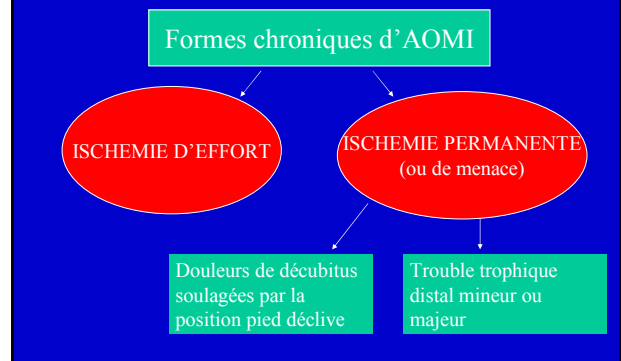 Formes chroniques d’AOMI
ISCHEMIE D’EFFORT
ISCHEMIE PERMANENTE
(ou de menace)
Douleurs de décubitus
soulagées par la
position pied déclive
Trouble trophique
distal mineur ou
majeur